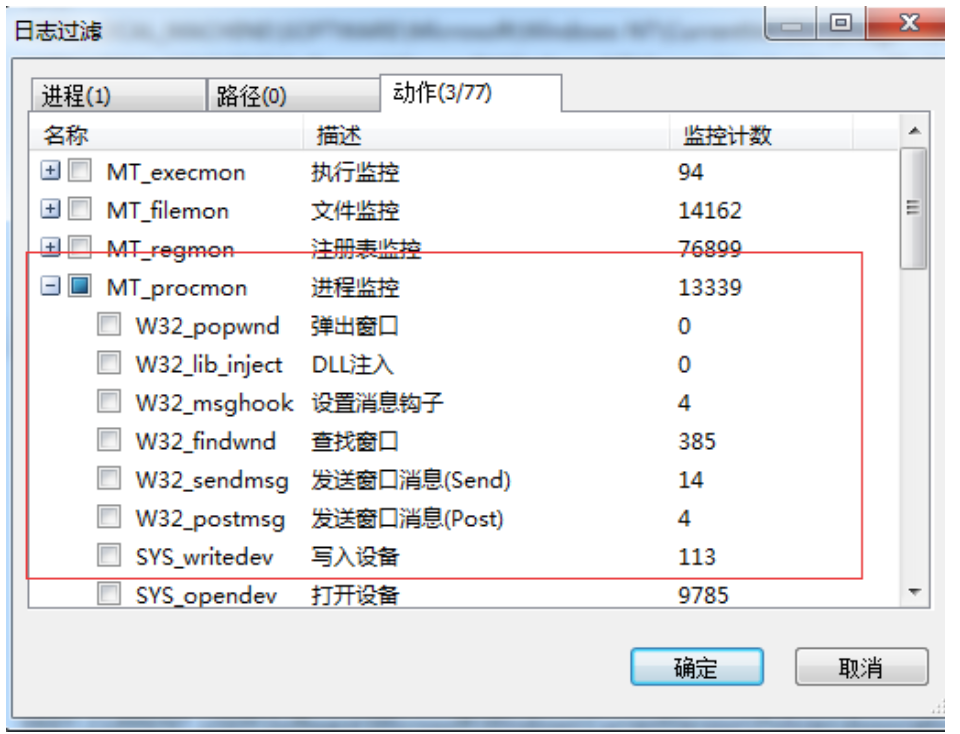 日志过滤
进程(1) 路径(0) 动作(3/77)
名称 描述 监控计数
MT_execmon 执行监控 94
MT_filemon 文件监控 14162
MT_regmon 注册表监控 76899
MT_procmon 进程监控 13339
W32_popwnd 弹出窗口 0
W32_lib_inject DLL注入 0
W32_msghook 设置消息钩子 4
W32_findwnd 查找窗口 385
W32_sendmsg 发送窗口消息(Send) 14
W32_postmsg 发送窗口消息(Post) 4
SYS_writedev 写入设备 113
SYS_opendev 打开设备 9785
确定 取消